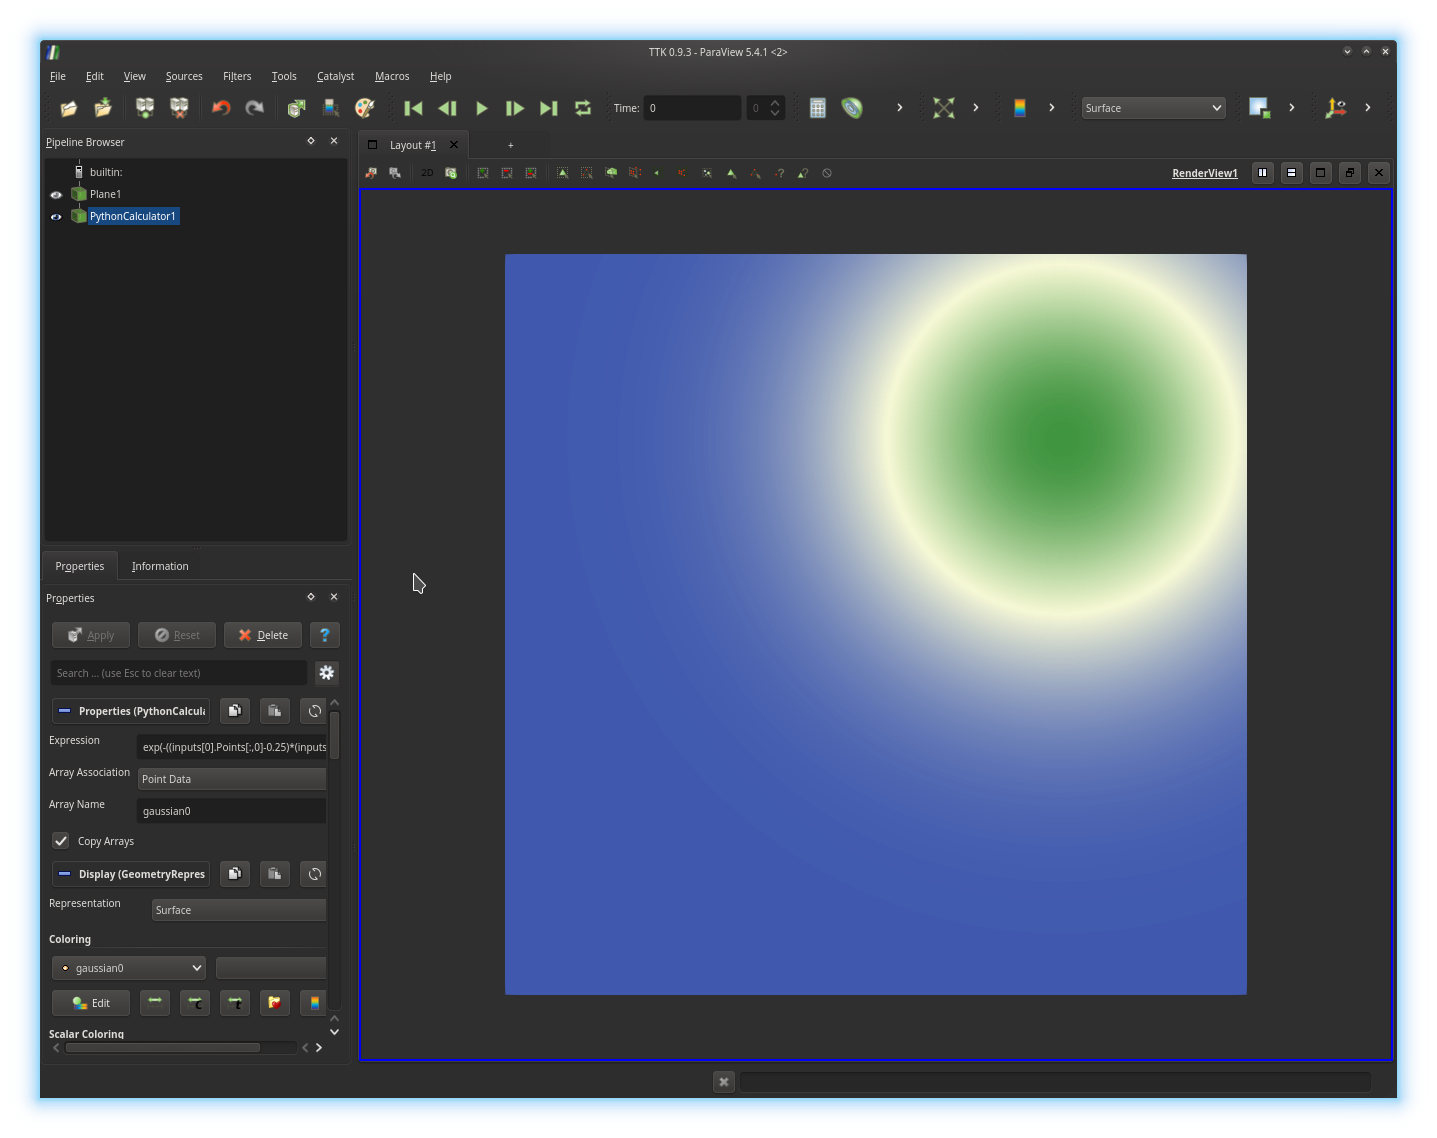 TTK 0.9.3 - ParaView 5.4.1 <2>
File Edit View Sources Filters Tools Catalyst Macros Help
Time: 0 0 Surface
Pipeline Browser
Layout #1 +
2D RenderView1
builtin:
Plane1
PythonCalculator1
Properties Information
Properties
Apply Reset Delete ?
Search ... (use Esc to clear text)
Properties (PythonCalcula
Expression exp(-((inputs[0].Points[:,0]-0.25)*(inputs
Array Association Point Data
Array Name gaussian0
Copy Arrays
Display (GeometryRepres
Representation Surface
Coloring
gaussian0
Edit
Scalar Coloring